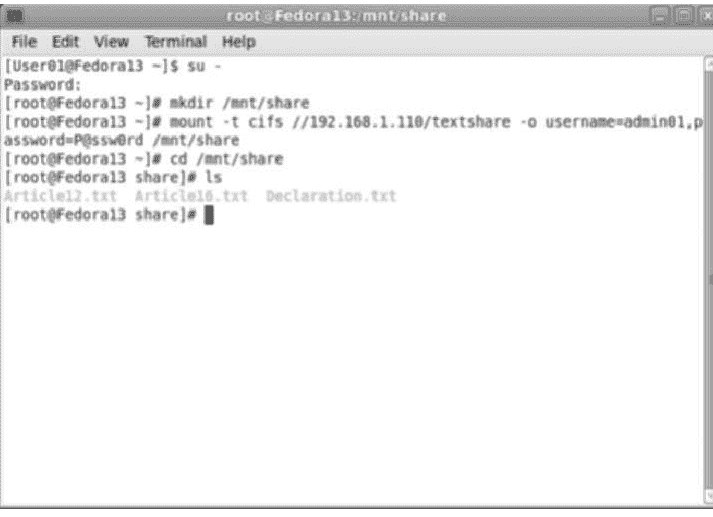 root@Fedora13:/mnt/share
File Edit View Terminal Help
[User01@Fedora13 ~]$ su -
Password:
[root@Fedora13 ~]# mkdir /mnt/share
[root@Fedora13 ~]# mount -t cifs //192.168.1.110/textshare -o username=admin01,p
assword=P@ssw0rd /mnt/share
[root@Fedora13 ~]# cd /mnt/share
[root@Fedora13 share]# ls
Article12.txt Article16.txt Declaration.txt
[root@Fedora13 share]#